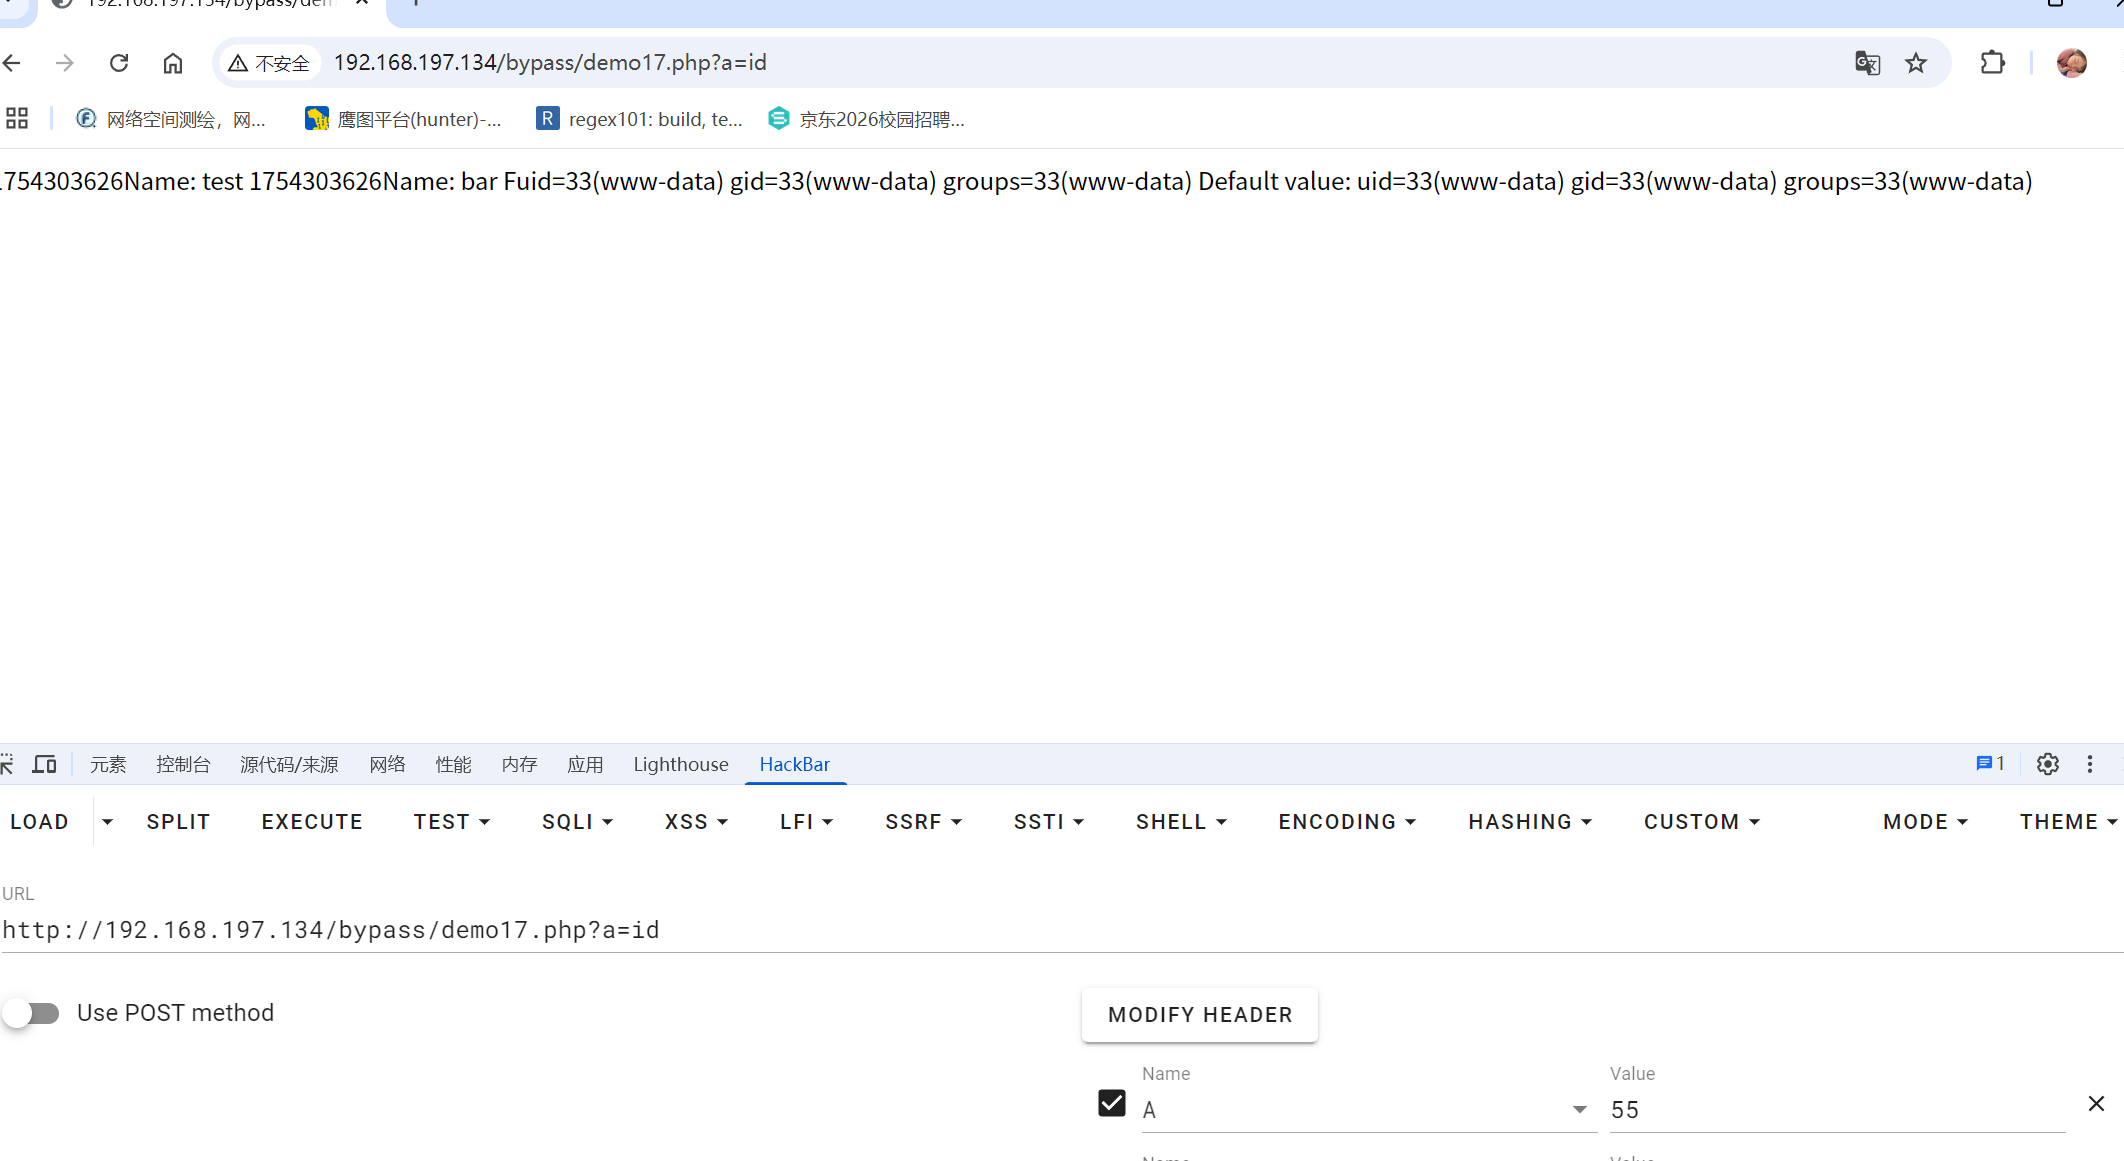 192.168.197.134/bypass/dem
不安全 192.168.197.134/bypass/demo17.php?a=id
网络空间测绘，网... 鹰图平台(hunter)-... R regex101: build, te... 京东2026校园招聘...
1754303626Name: test 1754303626Name: bar Fuid=33(www-data) gid=33(www-data) groups=33(www-data) Default value: uid=33(www-data) gid=33(www-data) groups=33(www-data)
元素 控制台 源代码/来源 网络 性能 内存 应用 Lighthouse HackBar 1
LOAD SPLIT EXECUTE TEST SQLI XSS LFI SSRF SSTI SHELL ENCODING HASHING CUSTOM MODE THEME
URL
http://192.168.197.134/bypass/demo17.php?a=id
Use POST method MODIFY HEADER
Name Value
A 55
Name Value